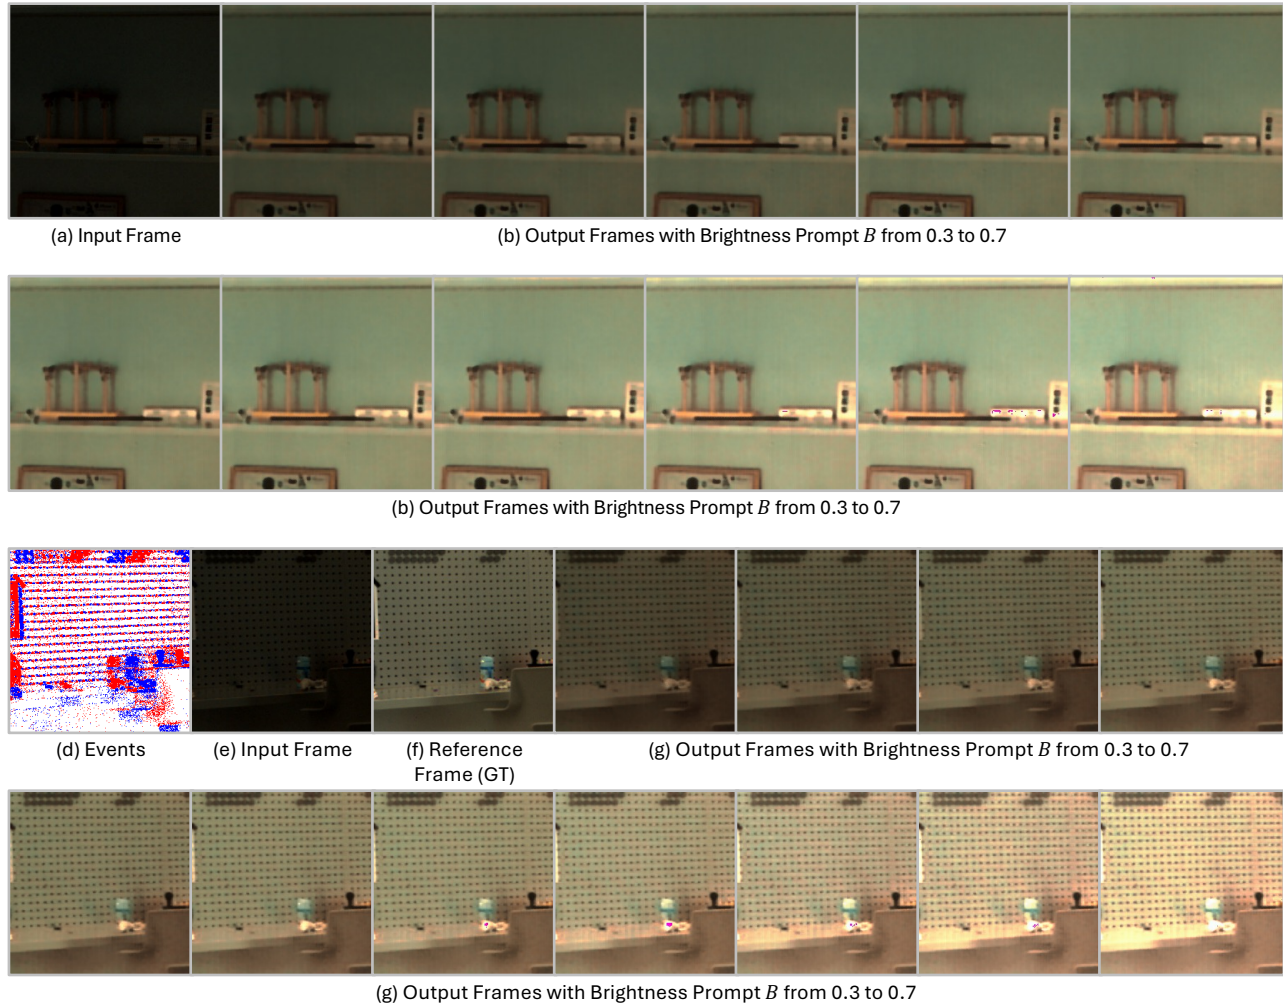 (a) Input Frame
(b) Output Frames with Brightness Prompt B from 0.3 to 0.7
(b) Output Frames with Brightness Prompt B from 0.3 to 0.7
(d) Events
(e) Input Frame
(f) Reference
Frame (GT)
(g) Output Frames with Brightness Prompt B from 0.3 to 0.7
(g) Output Frames with Brightness Prompt B from 0.3 to 0.7